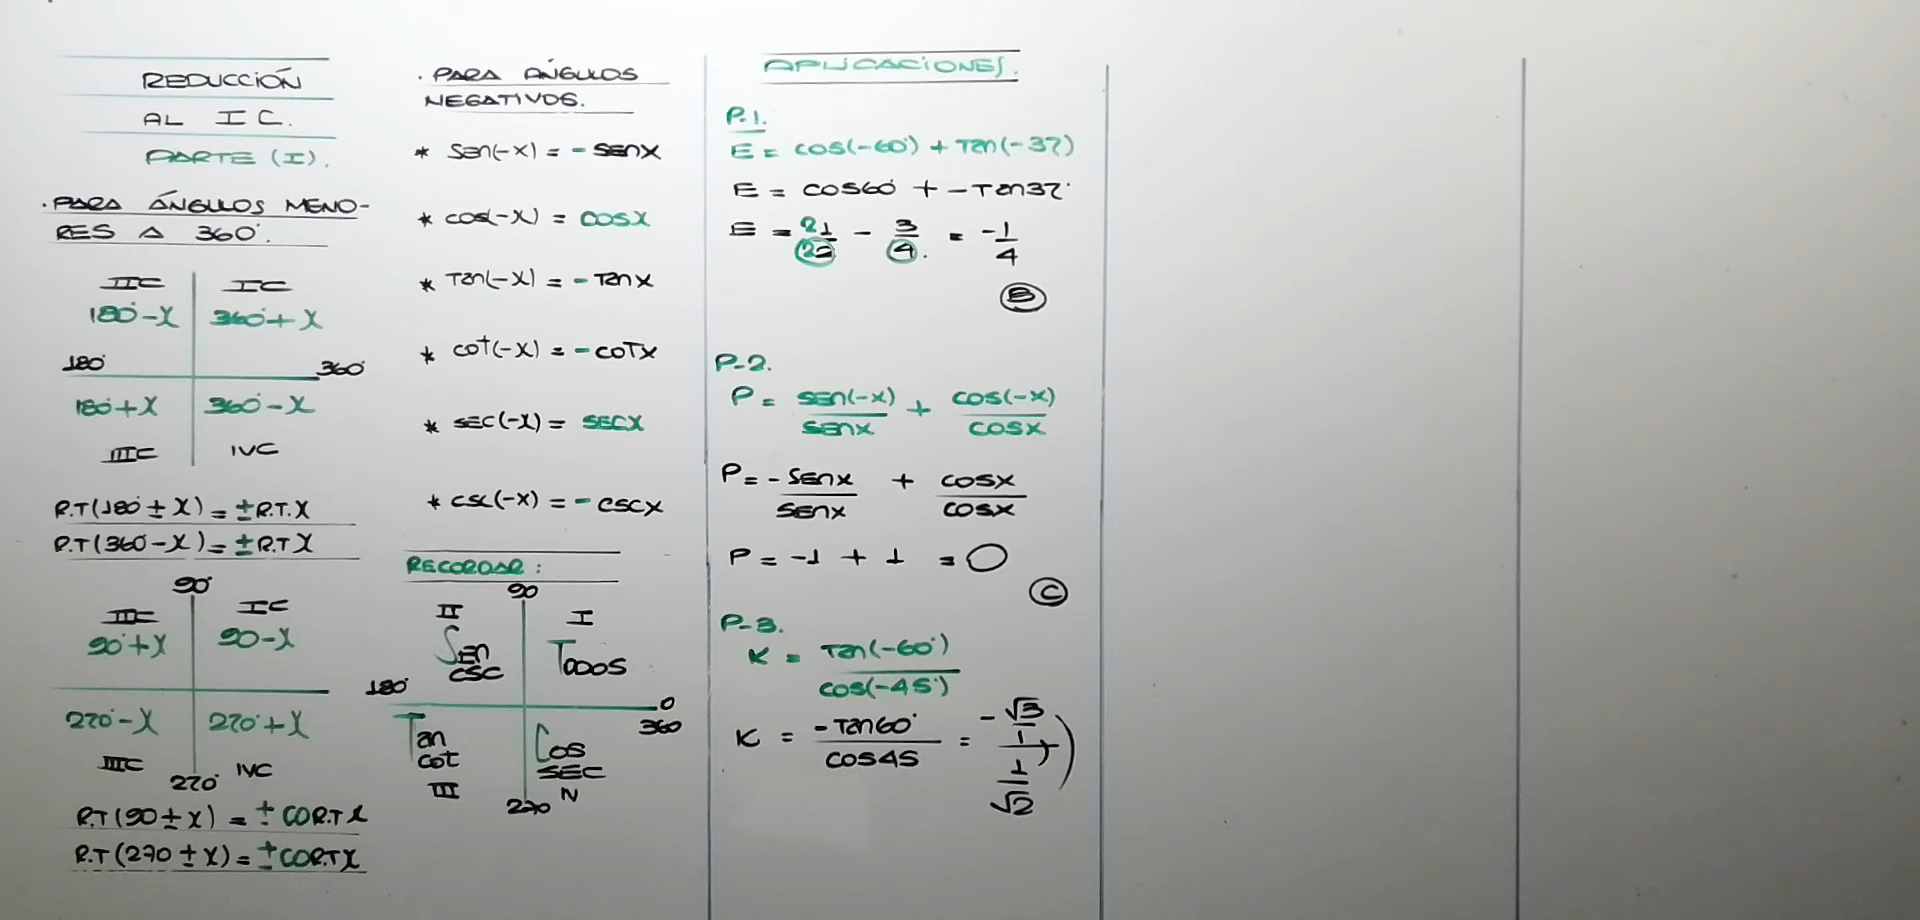 REDUCCIÓN
AL I C.
PARTE (I).
. PARA ÁNGULOS MENO-
RES A 360°.
IIC IC
180°-X 360°+X
180° 360°
180°+X 360°-X
IIIC IVC
R.T(180° ± X) = ±R.T.X
R.T(360°-X) = ±R.TX
90°
IIC IC
90°+X 90-X
270°-X 270°+X
IIIC IVC
270°
R.T(90 ± X) = ± CORTX
R.T(270 ± X) = ±CORTX
. PARA ÁNGULOS
NEGATIVOS.
* Sen(-X) = - SENX
* cos(-X) = COSX
* Tan(-X) = - Tanx
* cot(-X) = - COTX
* SEC(-X) = SECX
* csc(-X) = - CSCX
RECORDAR :
90
II I
SEN TODOS
CSC
180° 0
360
Tan COS
cot SEC
III IV
270
APLICACIONES.
P.1.
E = cos(-60°) + Tan(-37)
E = COS60° + -Tan37°
E = 2 1/2 2 - 3/4 . = -1/4
B
P-2.
P = sen(-x)/senx + cos(-x)/cosx
P = - SENX/SENX + COSX/COSX
P = -1 + 1 = 0
C
P-3.
K = Tan(-60°)/cos(-45°)
K = -Tan60°/COS45 = - √3/1 / 1/√2